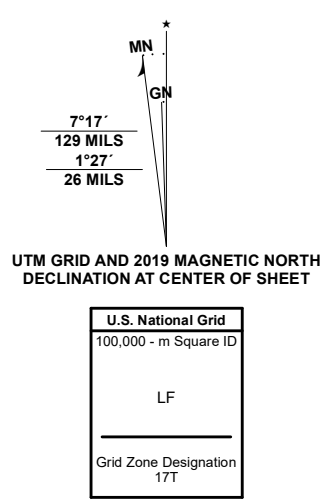 MN
GN
7°17´
129 MILS
1°27´
26 MILS
UTM GRID AND 2019 MAGNETIC NORTH
DECLINATION AT CENTER OF SHEET
U.S. National Grid
100,000 - m Square ID
LF
Grid Zone Designation
17T